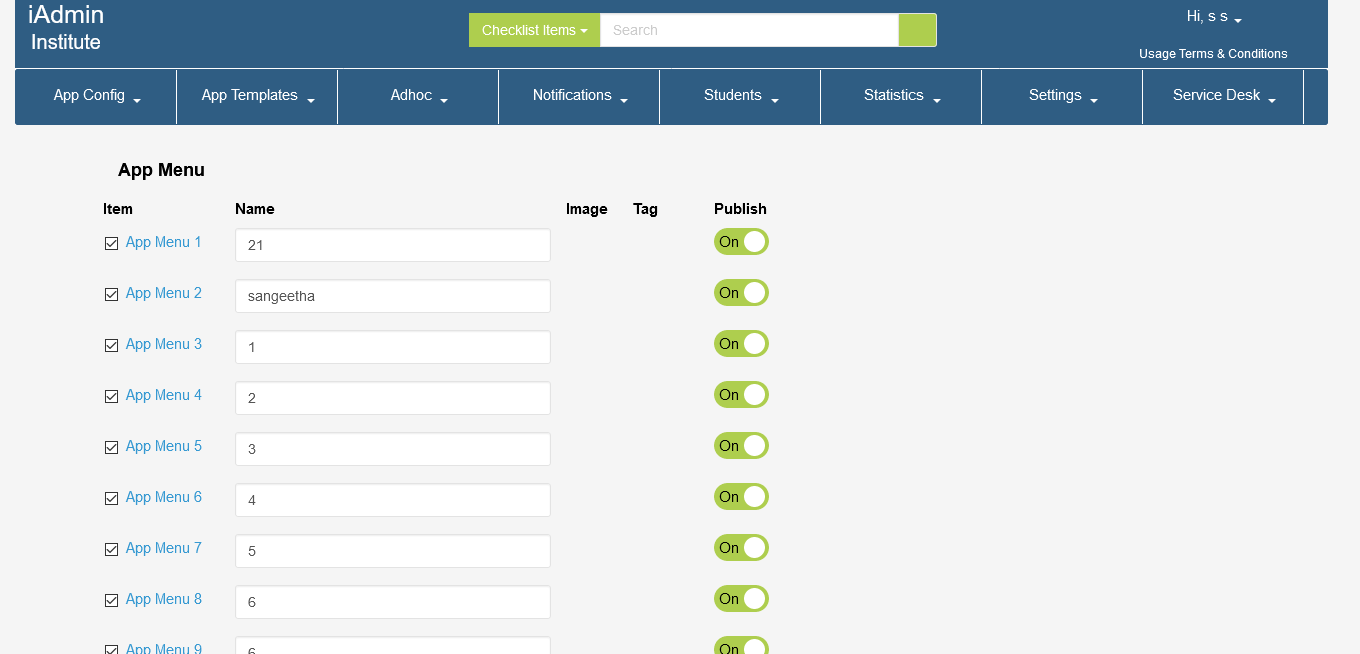 iAdmin
Institute
Checklist Items
Search
Hi, s s
Usage Terms & Conditions
App Config
App Templates
Adhoc
Notifications
Students
Statistics
Settings
Service Desk
App Menu
Item Name Image Tag Publish
App Menu 1 21 On
App Menu 2 sangeetha On
App Menu 3 1 On
App Menu 4 2 On
App Menu 5 3 On
App Menu 6 4 On
App Menu 7 5 On
App Menu 8 6 On
App Menu 9 6 On